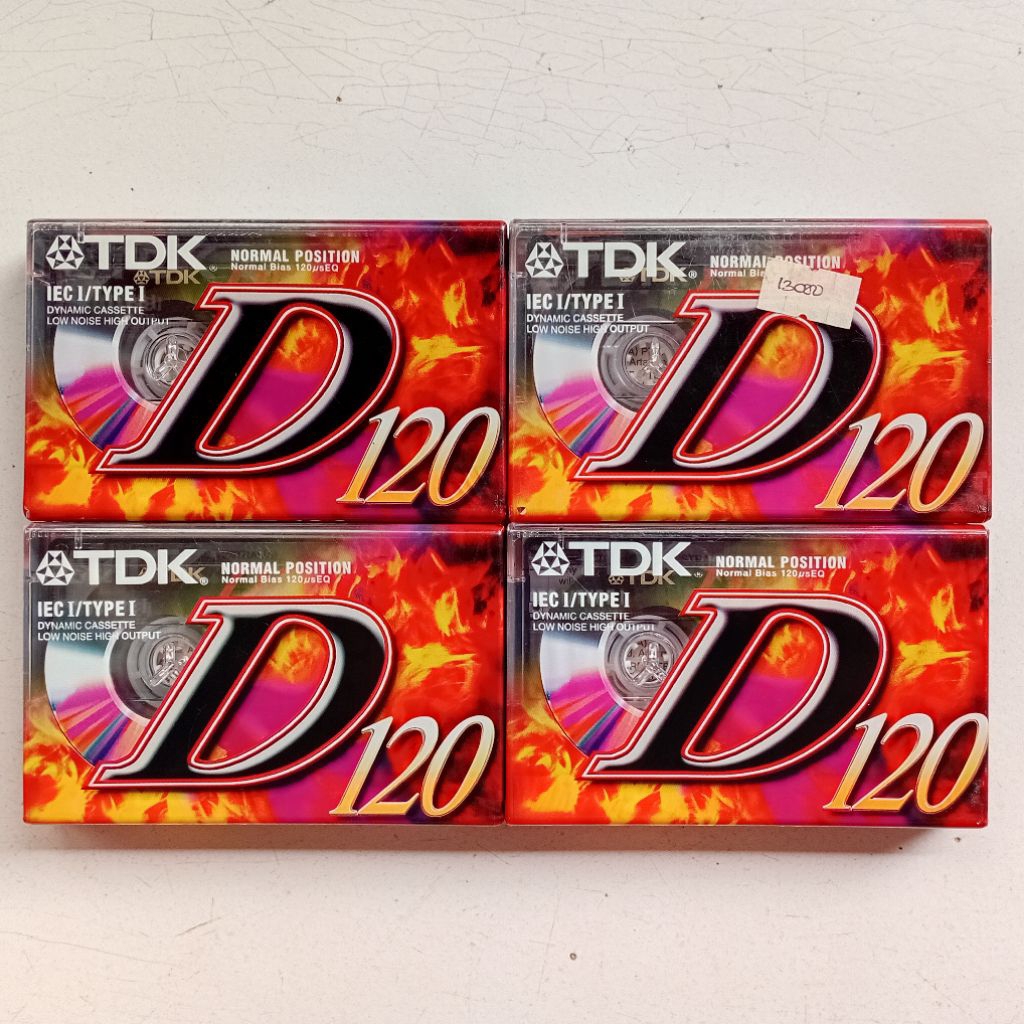 TDK®
NORMAL POSITION
Normal Bias 120µsEQ
TDK
IEC I/TYPE I
DYNAMIC CASSETTE
LOW NOISE HIGH OUTPUT
D 120
TDK®
NORMAL POSITION
Normal Bias
TDK
IEC I/TYPE I
DYNAMIC CASSETTE
LOW NOISE HIGH OUTPUT
D 120
TDK®
NORMAL POSITION
Normal Bias 120µsEQ
IEC I/TYPE I
DYNAMIC CASSETTE
LOW NOISE HIGH OUTPUT
D 120
TDK®
NORMAL POSITION
Normal Bias 120µsEQ
TDK
IEC I/TYPE I
DYNAMIC CASSETTE
LOW NOISE HIGH OUTPUT
D 120